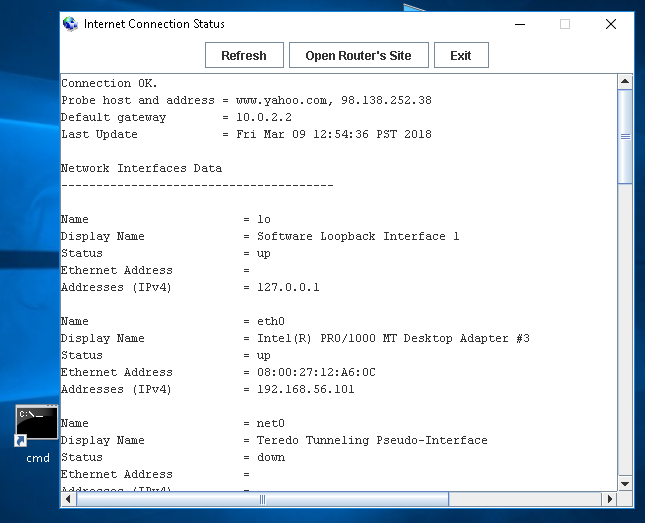 Internet Connection Status
Refresh Open Router's Site Exit
Connection OK.
Probe host and address = www.yahoo.com, 98.138.252.38
Default gateway = 10.0.2.2
Last Update = Fri Mar 09 12:54:36 PST 2018
Network Interfaces Data
---------------------------------------
Name = lo
Display Name = Software Loopback Interface 1
Status = up
Ethernet Address =
Addresses (IPv4) = 127.0.0.1
Name = eth0
Display Name = Intel(R) PRO/1000 MT Desktop Adapter #3
Status = up
Ethernet Address = 08:00:27:12:A6:0C
Addresses (IPv4) = 192.168.56.101
Name = net0
Display Name = Teredo Tunneling Pseudo-Interface
Status = down
Ethernet Address =
Addresses (IPv4) =
C:\._
cmd